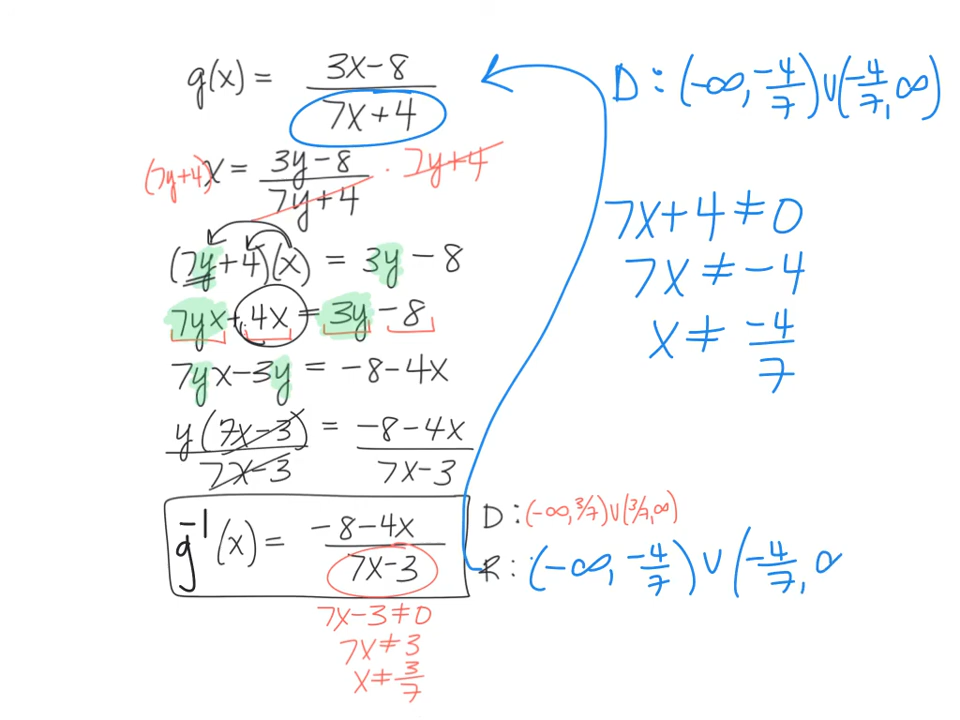 g(x) = (3x-8)/(7x+4)
(7y+4)x = (3y-8)/(7y+4) · 7y+4
(7y+4)(x) = 3y-8
7yx+4x = 3y-8
7yx-3y = -8-4x
y(7x-3)/(7x-3) = (-8-4x)/(7x-3)
g⁻¹(x) = (-8-4x)/(7x-3)
7x-3≠0
7x≠3
x≠3/7
D: (-∞, 3/7)∪(3/7, ∞)
R: (-∞, -4/7) ∪ (-4/7,
D: (-∞, -4/7)∪(-4/7, ∞)
7x+4≠0
7x≠-4
x≠ -4/7